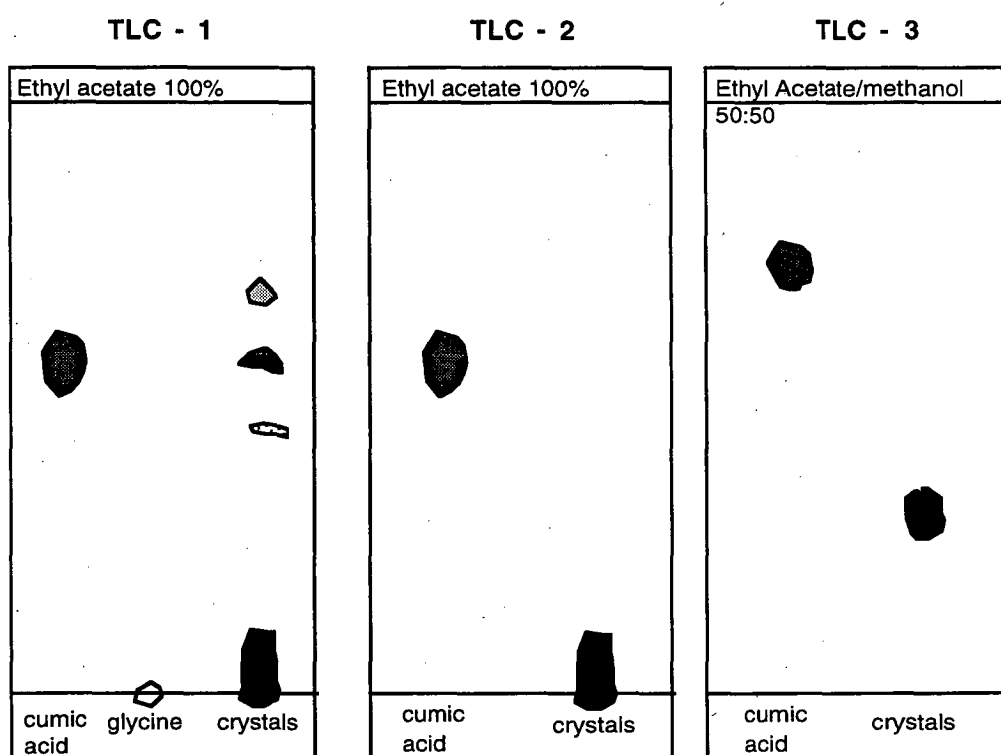 TLC - 1
Ethyl acetate 100%
cumic
acid
glycine
crystals
TLC - 2
Ethyl acetate 100%
cumic
acid
crystals
TLC - 3
Ethyl Acetate/methanol
50:50
cumic
acid
crystals